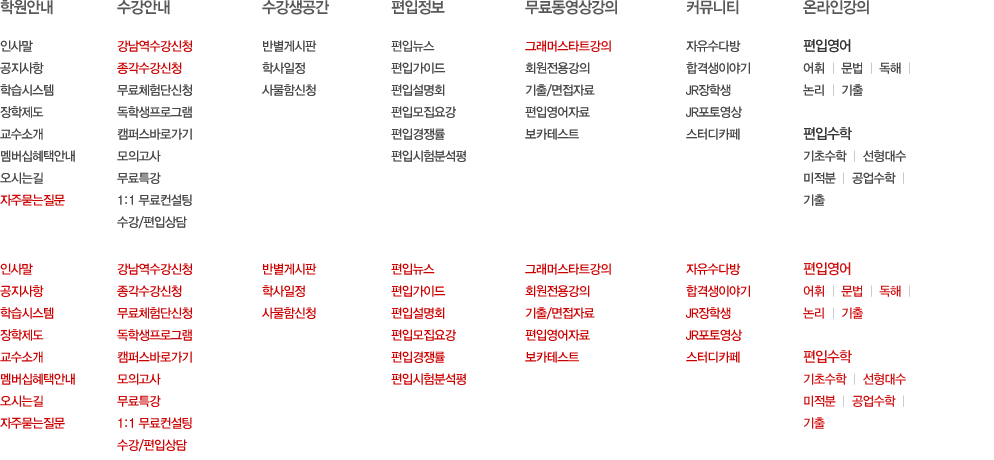 학원안내 수강안내 수강생공간 편입정보 무료동영상강의 커뮤니티 온라인강의
인사말 강남역수강신청 반별게시판 편입뉴스 그래머스타트강의 자유수다방 편입영어
공지사항 종각수강신청 학사일정 편입가이드 회원전용강의 합격생이야기 어휘 | 문법 | 독해 |
학습시스템 무료체험단신청 사물함신청 편입설명회 기출/면접자료 JR장학생 논리 | 기출
장학제도 독학생프로그램 편입모집요강 편입영어자료 JR포토영상
교수소개 캠퍼스바로가기 편입경쟁률 보카테스트 스터디카페 편입수학
멤버십혜택안내 모의고사 편입시험분석평 기초수학 | 선형대수
오시는길 무료특강 미적분 | 공업수학 |
자주묻는질문 1:1 무료컨설팅 기출
수강/편입상담
인사말 강남역수강신청 반별게시판 편입뉴스 그래머스타트강의 자유수다방 편입영어
공지사항 종각수강신청 학사일정 편입가이드 회원전용강의 합격생이야기 어휘 | 문법 | 독해 |
학습시스템 무료체험단신청 사물함신청 편입설명회 기출/면접자료 JR장학생 논리 | 기출
장학제도 독학생프로그램 편입모집요강 편입영어자료 JR포토영상
교수소개 캠퍼스바로가기 편입경쟁률 보카테스트 스터디카페 편입수학
멤버십혜택안내 모의고사 편입시험분석평 기초수학 | 선형대수
오시는길 무료특강 미적분 | 공업수학 |
자주묻는질문 1:1 무료컨설팅 기출
수강/편입상담